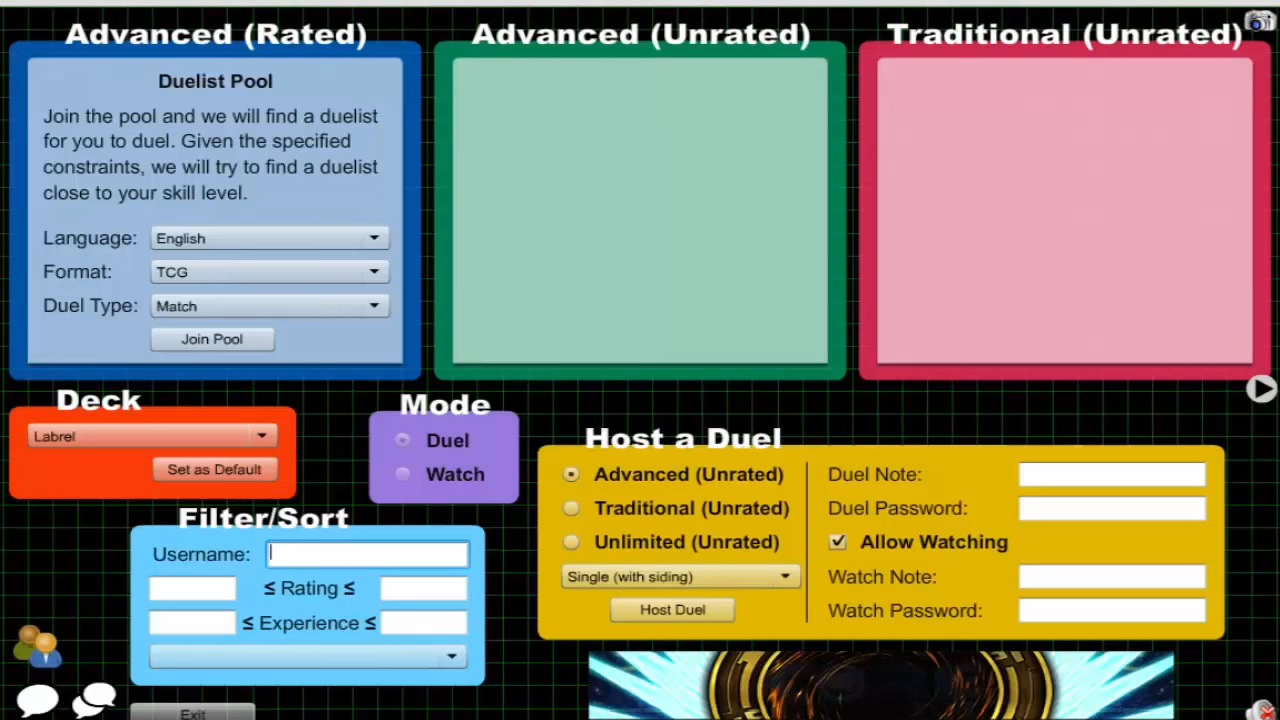 Advanced (Rated)
Duelist Pool
Join the pool and we will find a duelist
for you to duel. Given the specified
constraints, we will try to find a duelist
close to your skill level.
Language: English
Format: TCG
Duel Type: Match
Join Pool
Advanced (Unrated)
Traditional (Unrated)
Deck
Labrel
Set as Default
Mode
Duel
Watch
Filter/Sort
Username:
≤ Rating ≤
≤ Experience ≤
Host a Duel
Advanced (Unrated)
Traditional (Unrated)
Unlimited (Unrated)
Single (with siding)
Host Duel
Duel Note:
Duel Password:
Allow Watching
Watch Note:
Watch Password:
Exit